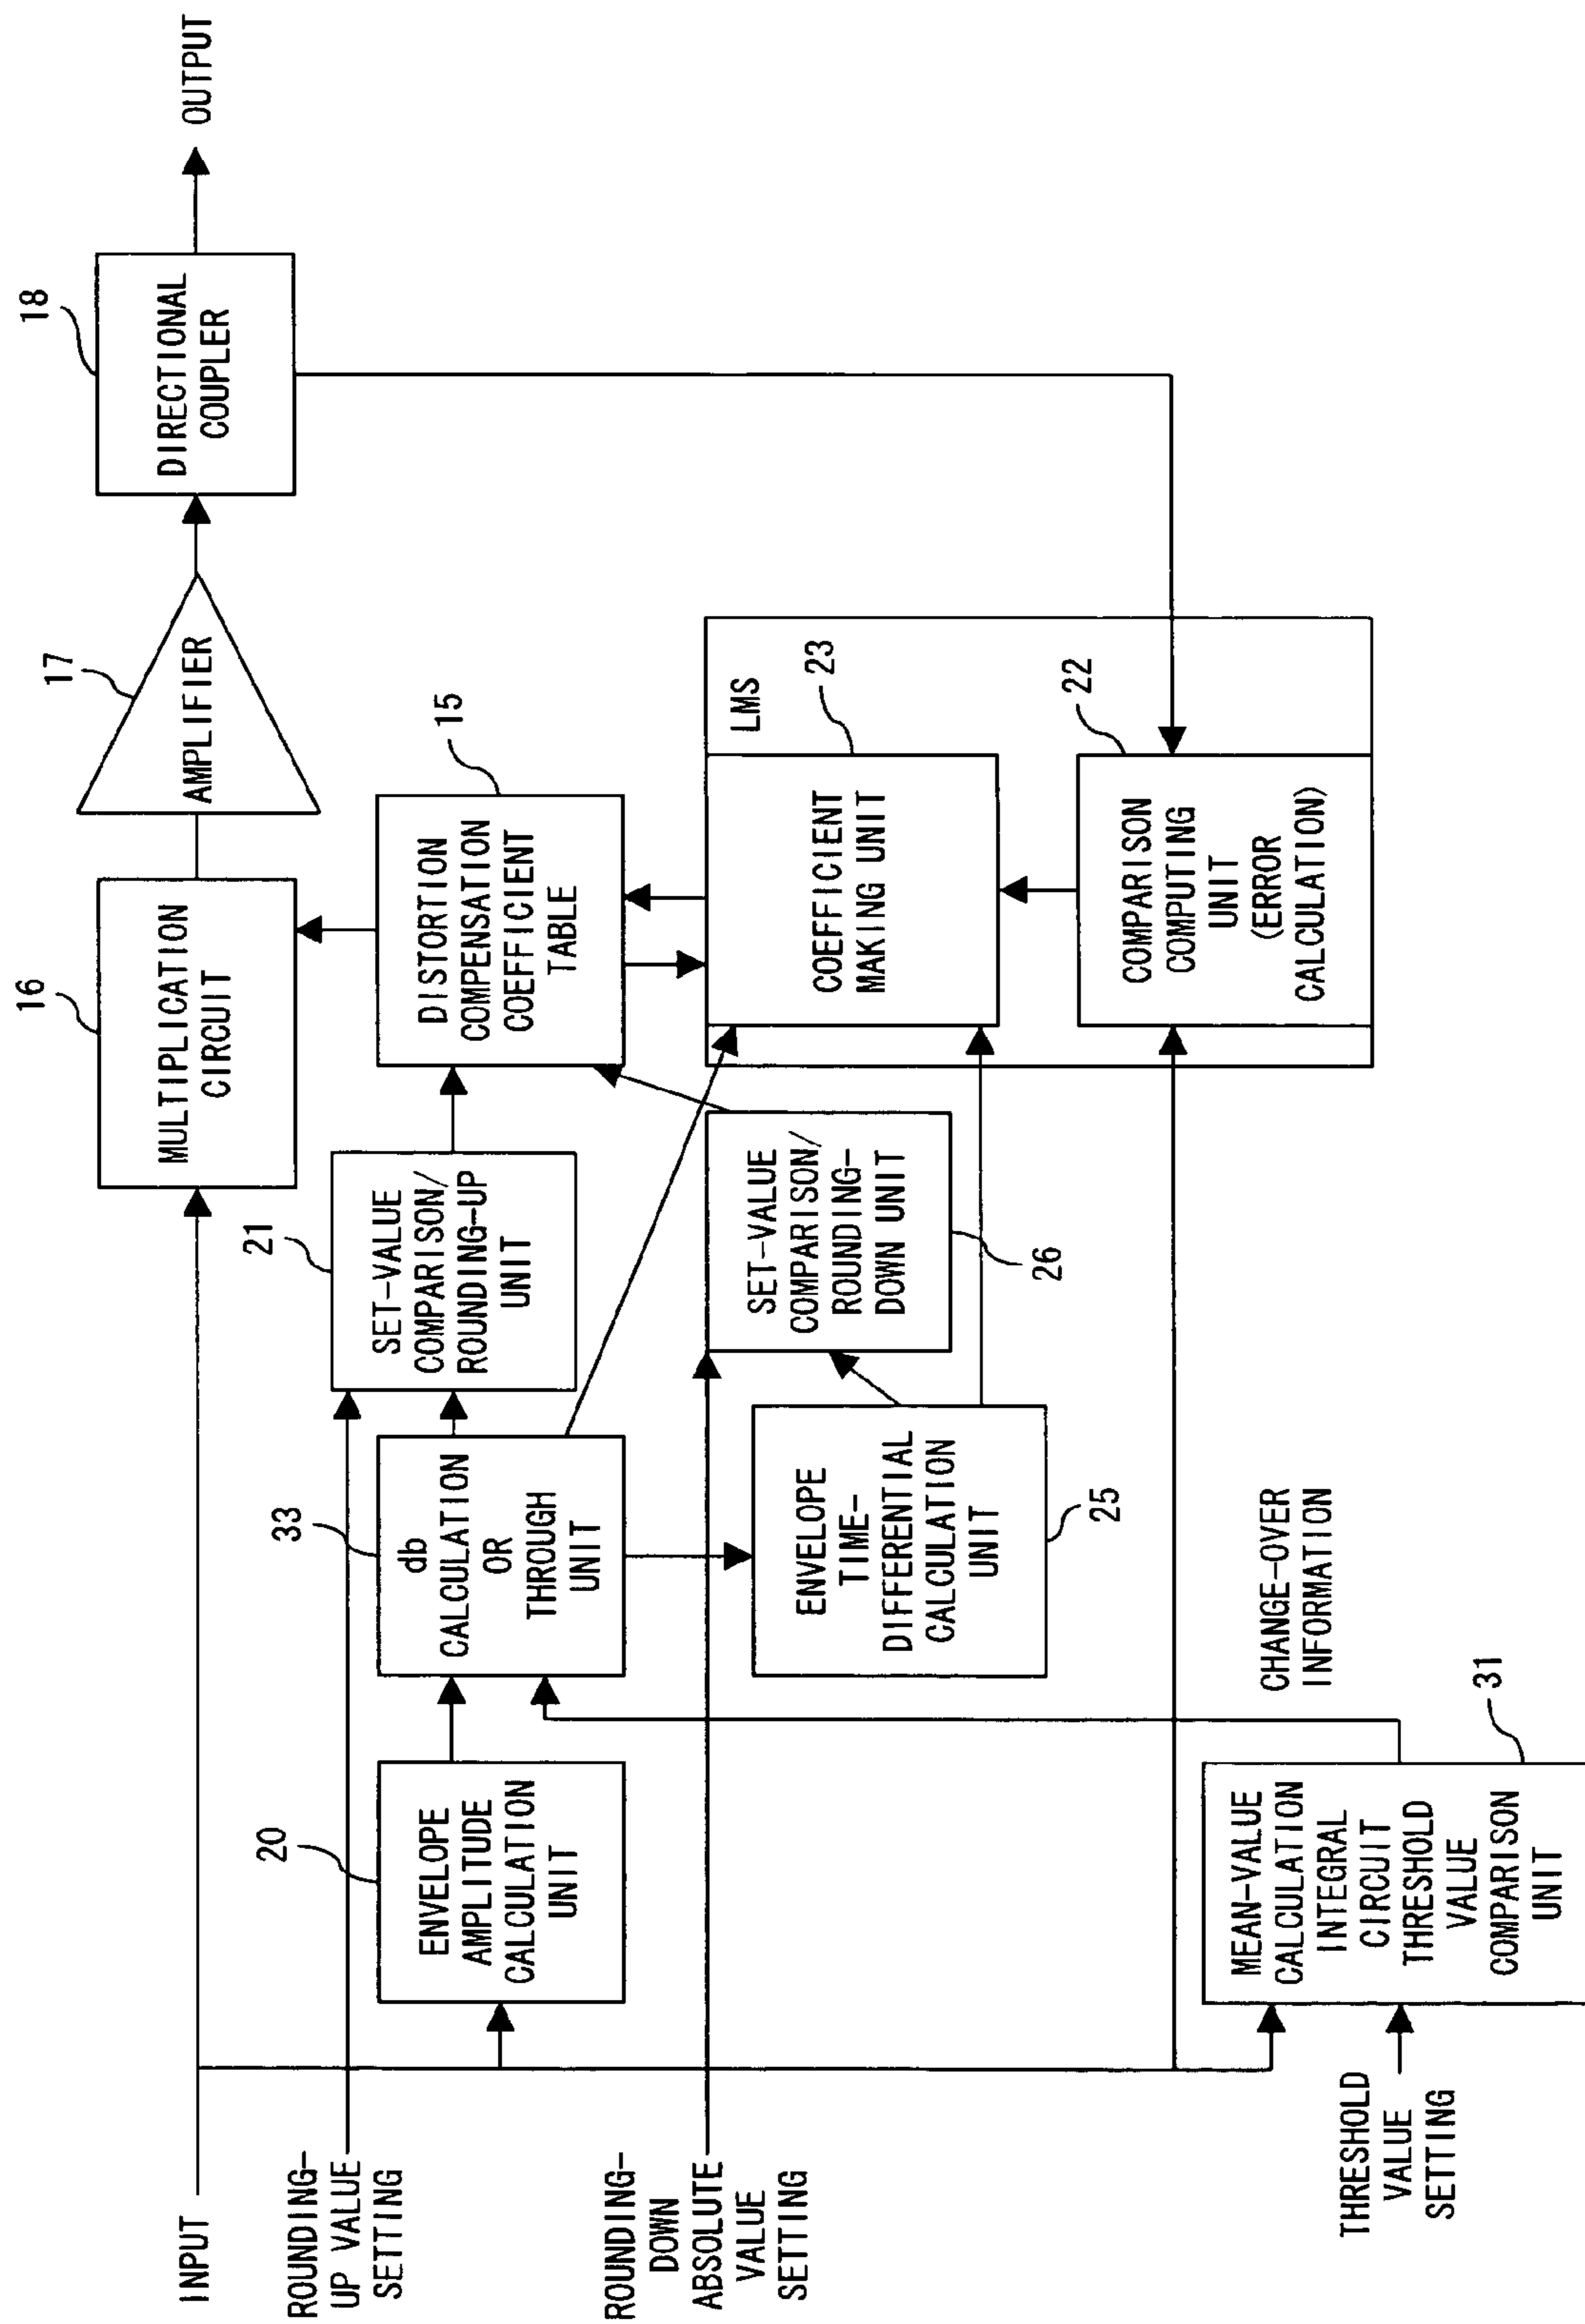 INPUT
ROUNDING-
UP VALUE
SETTING
ROUNDING-
DOWN
ABSOLUTE
VALUE
SETTING
THRESHOLD
VALUE
SETTING
20
ENVELOPE
AMPLITUDE
CALCULATION
UNIT
33
db
CALCULATION
OR
THROUGH
UNIT
21
SET-VALUE
COMPARISON/
ROUNDING-UP
UNIT
16
MULTIPLICATION
CIRCUIT
17
AMPLIFIER
18
DIRECTIONAL
COUPLER
OUTPUT
15
DISTORTION
COMPENSATION
COEFFICIENT
TABLE
ENVELOPE
TIME-
DIFFERENTIAL
CALCULATION
UNIT
25
SET-VALUE
COMPARISON/
ROUNDING-
DOWN UNIT
26
LMS
23
COEFFICIENT
MAKING UNIT
22
COMPARISON
COMPUTING
UNIT
(ERROR
CALCULATION)
CHANGE-OVER
INFORMATION
31
MEAN-VALUE
CALCULATION
INTEGRAL
CIRCUIT
THRESHOLD
VALUE
COMPARISON
UNIT